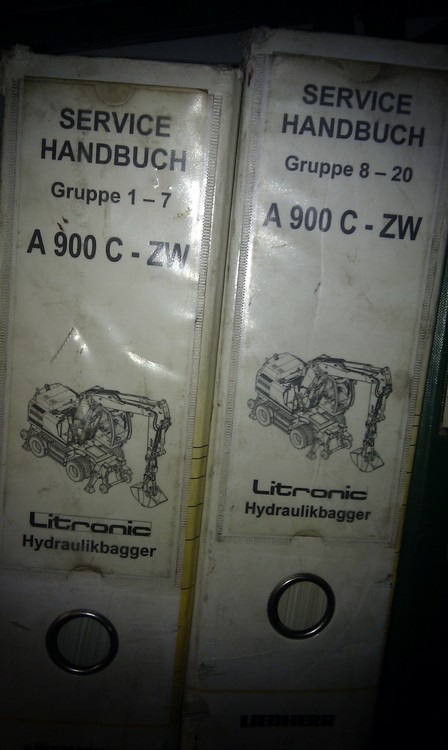 SERVICE
HANDBUCH
Gruppe 1 – 7
A 900 C - ZW
Litronic
Hydraulikbagger
SERVICE
HANDBUCH
Gruppe 8 – 20
A 900 C - ZW
Litronic
Hydraulikbagger
LIEBHERR